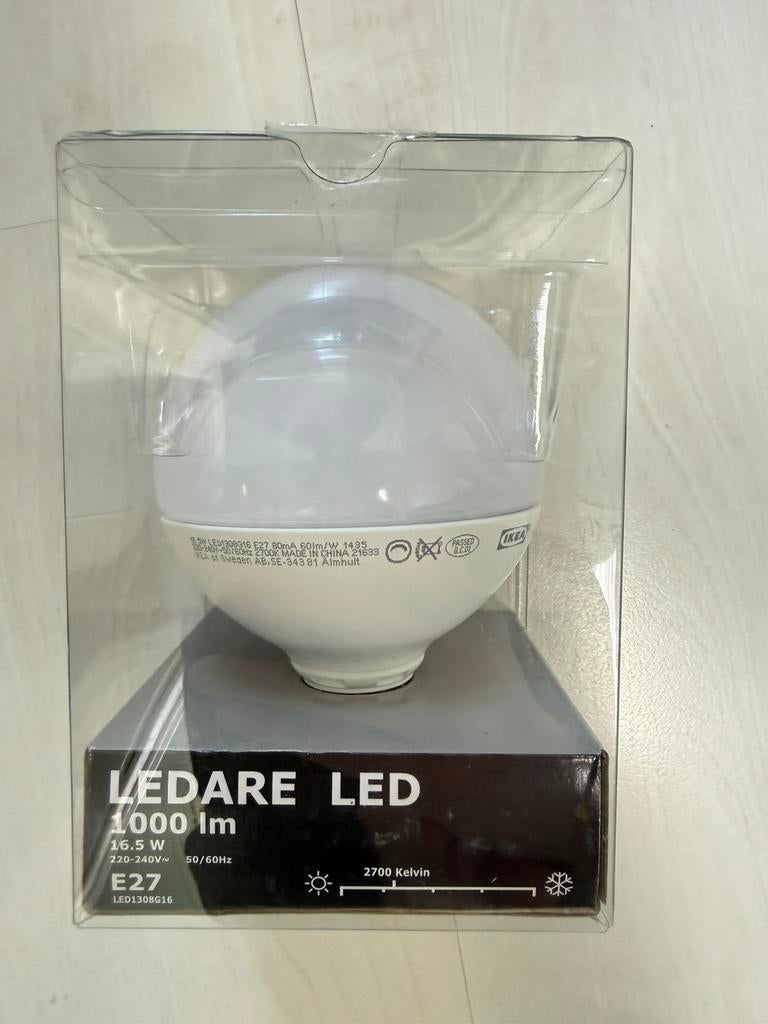 16.5W LED1308G16 E27 80mA 60lm/W 1435
220-240V~50/60Hz 2700K MADE IN CHINA 21633
IKEA of Sweden AB,SE-343 81 Älmhult
PASSED
Q.C.01
IKEA
LEDARE LED
1000 lm
16.5 W
220-240V~ 50/60Hz
2700 Kelvin
E27
LED1308G16